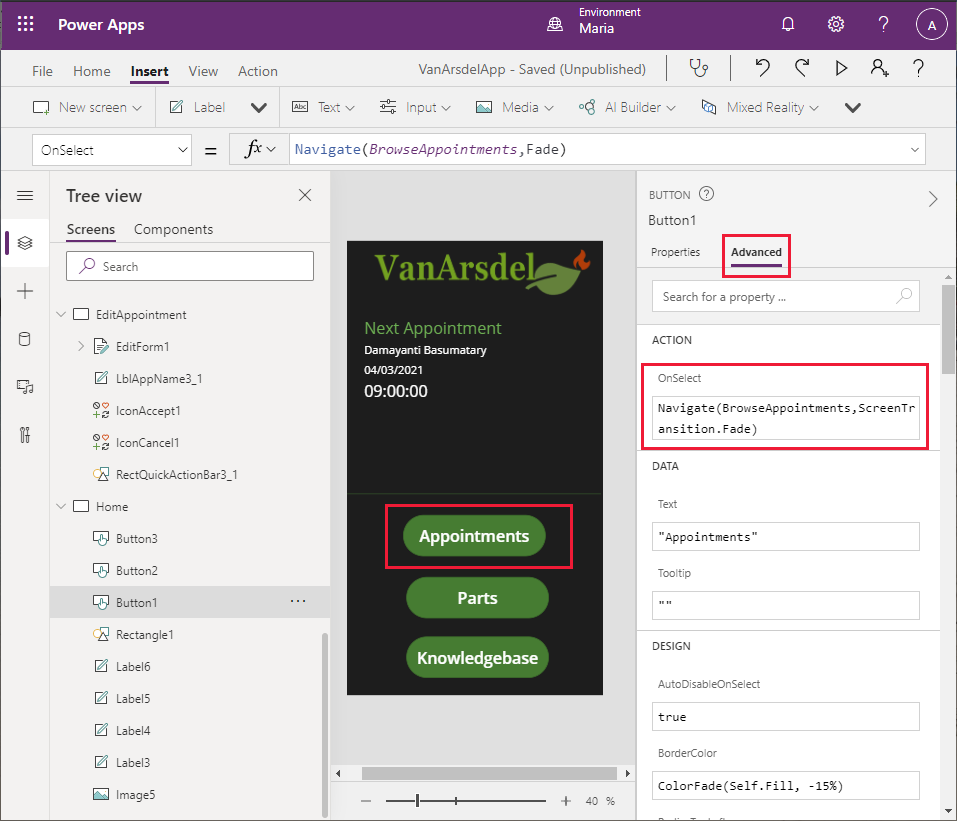 Power Apps
Environment
Maria
A
File
Home
Insert
View
Action
VanArsdelApp - Saved (Unpublished)
?
New screen
Label
Abc
Text
Input
Media
AI Builder
Mixed Reality
OnSelect
=
fx
Navigate(BrowseAppointments,Fade)
Tree view
Screens
Components
Search
EditAppointment
EditForm1
LblAppName3_1
IconAccept1
IconCancel1
RectQuickActionBar3_1
Home
Button3
Button2
Button1
...
Rectangle1
Label6
Label5
Label4
Label3
Image5
VanArsdel
Next Appointment
Damayanti Basumatary
04/03/2021
09:00:00
Appointments
Parts
Knowledgebase
40 %
BUTTON
Button1
Properties
Advanced
Search for a property ...
ACTION
OnSelect
Navigate(BrowseAppointments,ScreenTr
ansition.Fade)
DATA
Text
"Appointments"
Tooltip
""
DESIGN
AutoDisableOnSelect
true
BorderColor
ColorFade(Self.Fill, -15%)